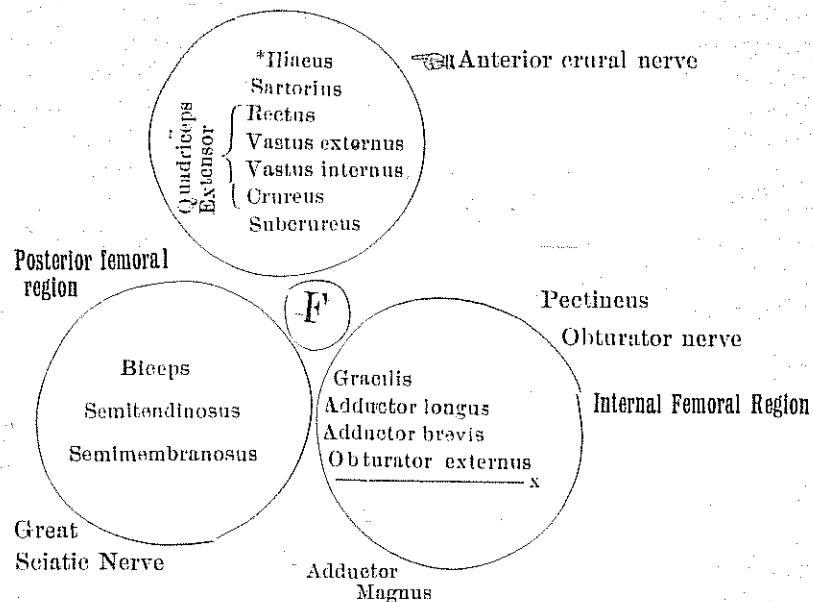 *Iliacus
Anterior crural nerve
Sartorius
Quadriceps
Extensor
Rectus
Vastus externus
Vastus internus
Crureus
Subcrureus
Posterior femoral
region
F
Pectineus
Obturator nerve
Biceps
Semitendinosus
Semimembranosus
Gracilis
Adductor longus
Adductor brevis
Obturator externus
x
Internal Femoral Region
Great
Sciatic Nerve
Adductor
Magnus